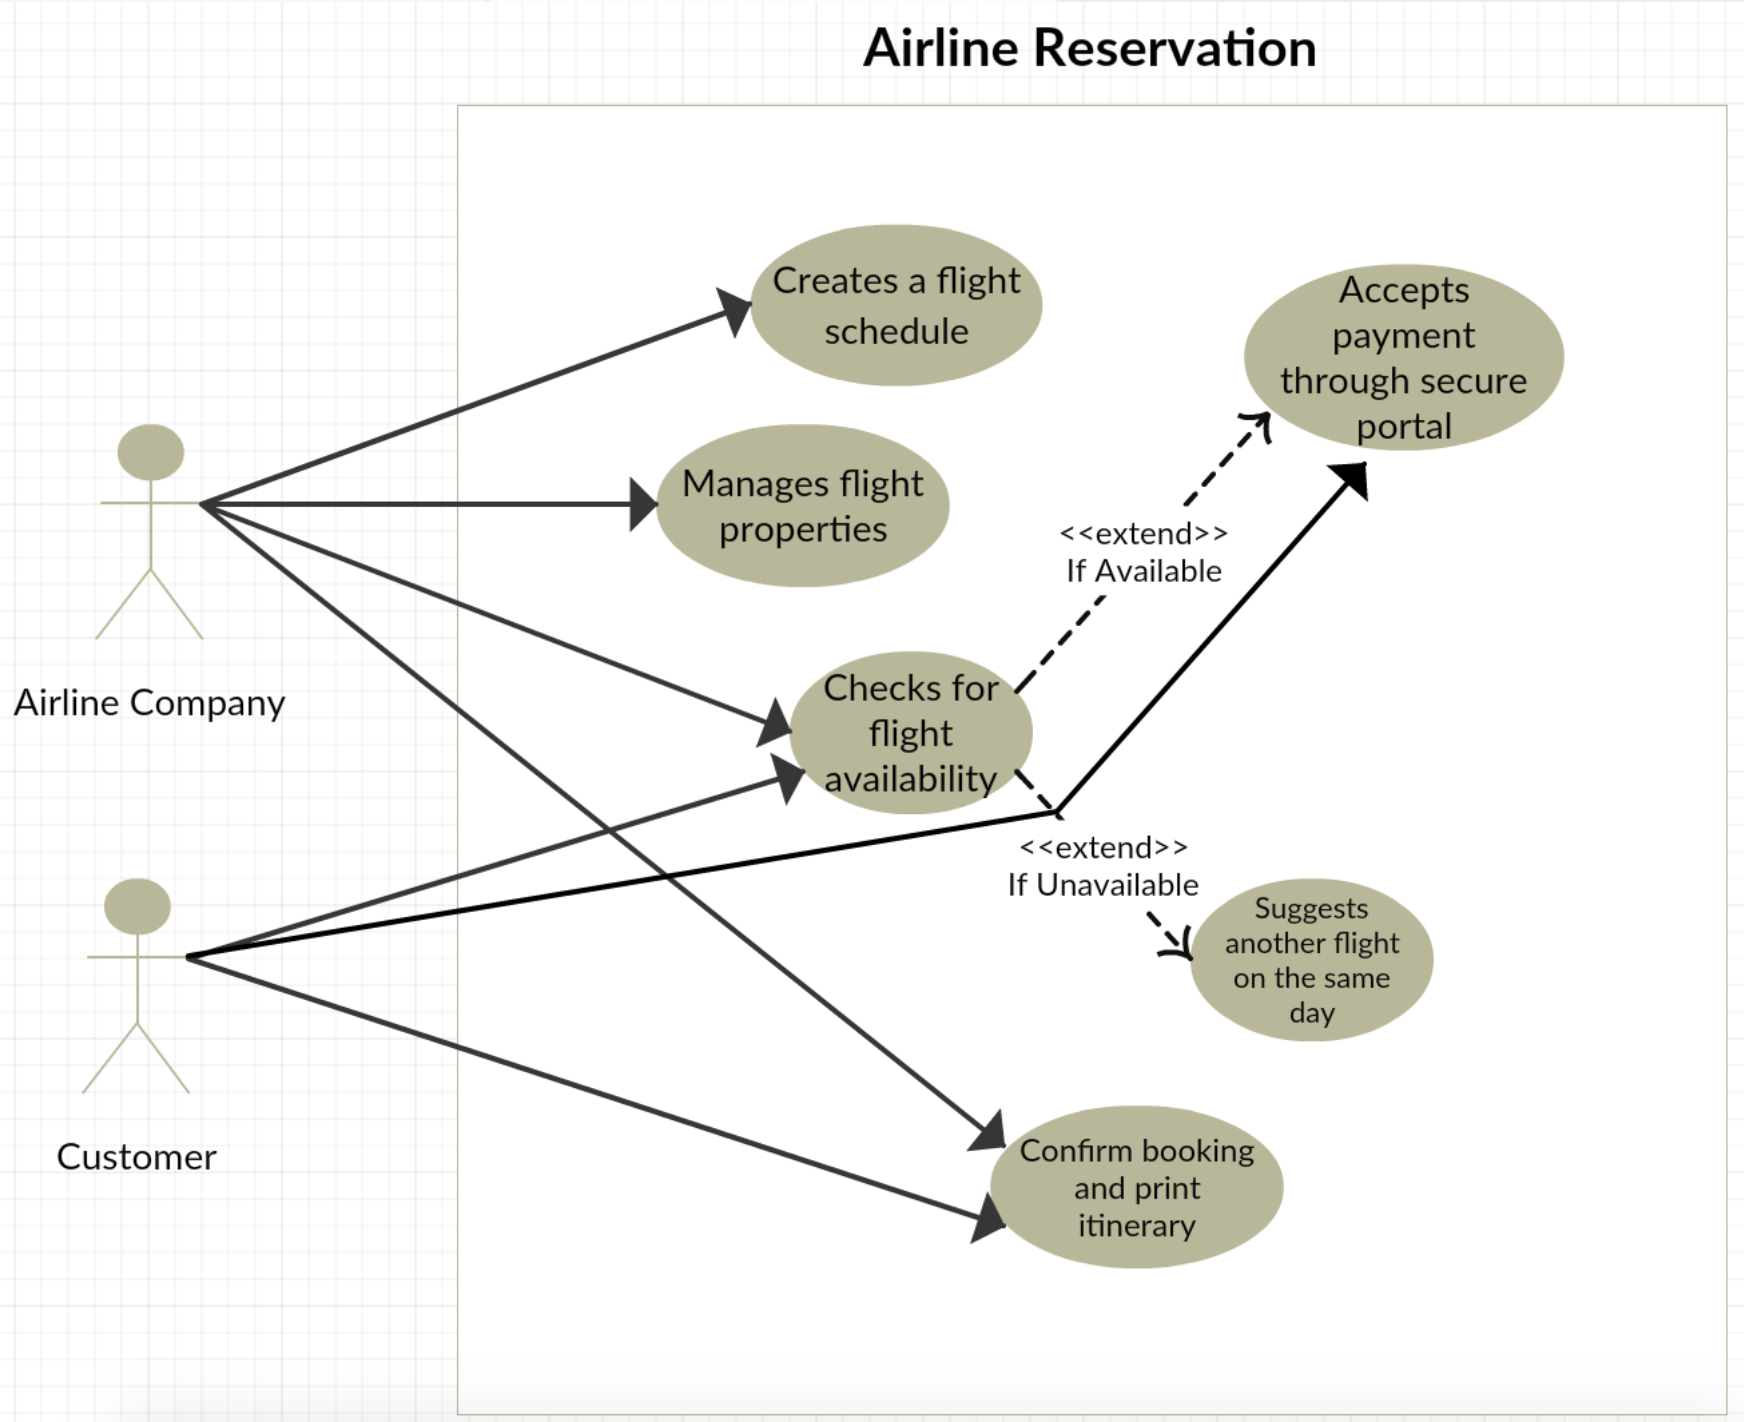 Airline Reservation
Creates a flight
schedule
Accepts
payment
through secure
portal
Manages flight
properties
<<extend>>
If Available
Airline Company
Checks for
flight
availability
<<extend>>
If Unavailable
Suggests
another flight
on the same
day
Customer
Confirm booking
and print
itinerary